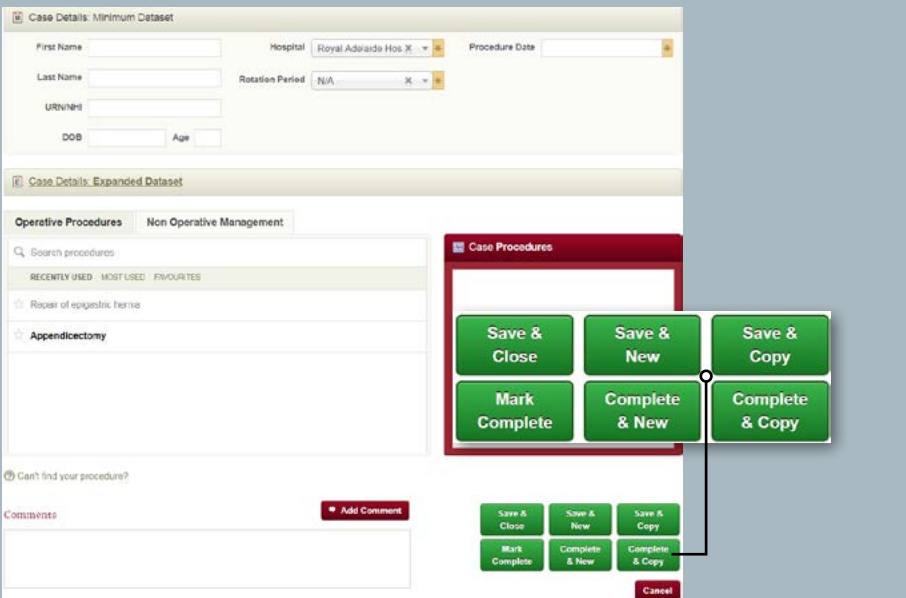 Case Details: Minimum Dataset
First Name
Hospital
Royal Adelaide Hos
Procedure Date
Last Name
Rotation Period
N/A
URN/NHI
DOB
Age
Case Details: Expanded Dataset
Operative Procedures
Non Operative Management
Search procedures
RECENTLY USED MOST USED FAVOURITES
Repair of epigastric hernia
Appendicectomy
Case Procedures
Save &
Close
Save &
New
Save &
Copy
Mark
Complete
Complete
& New
Complete
& Copy
Can't find your procedure?
Comments
Add Comment
Save &
Close
Save &
New
Save &
Copy
Mark
Complete
Complete
& New
Complete
& Copy
Cancel